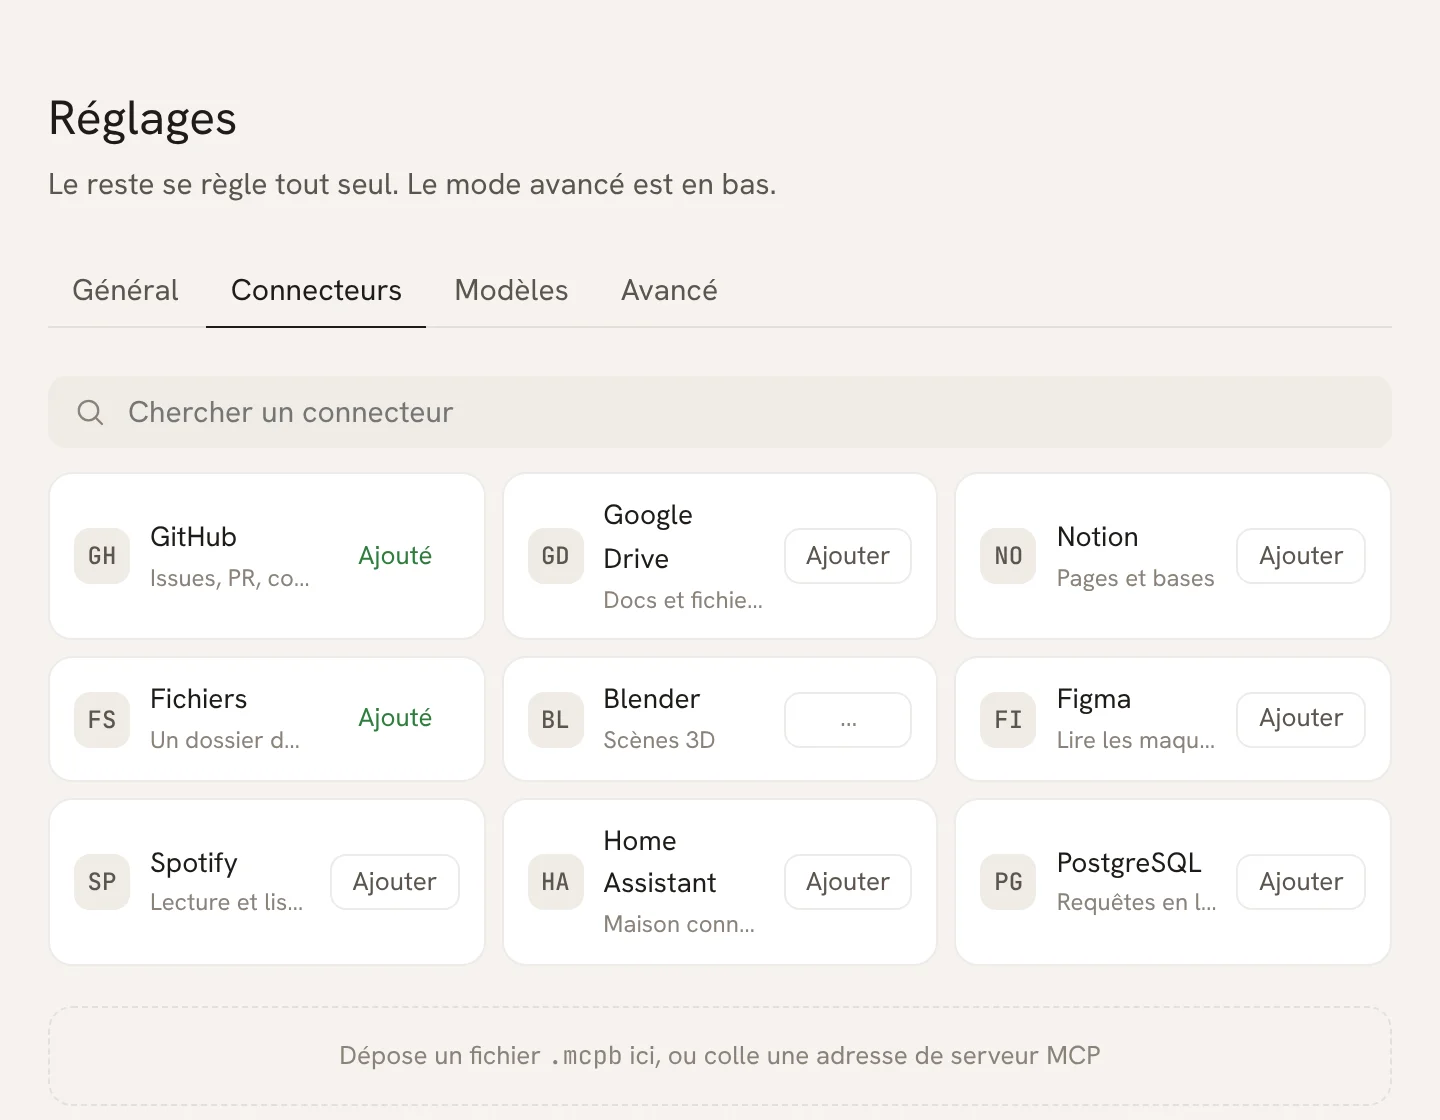 Réglages
Le reste se règle tout seul. Le mode avancé est en bas.
Général Connecteurs Modèles Avancé
Chercher un connecteur
GH
GitHub
Issues, PR, co...
Ajouté
GD
Google
Drive
Docs et fichie...
Ajouter
NO
Notion
Pages et bases
Ajouter
FS
Fichiers
Un dossier d...
Ajouté
BL
Blender
Scènes 3D
...
FI
Figma
Lire les maqu...
Ajouter
SP
Spotify
Lecture et lis...
Ajouter
HA
Home
Assistant
Maison conn...
Ajouter
PG
PostgreSQL
Requêtes en l...
Ajouter
Dépose un fichier .mcpb ici, ou colle une adresse de serveur MCP